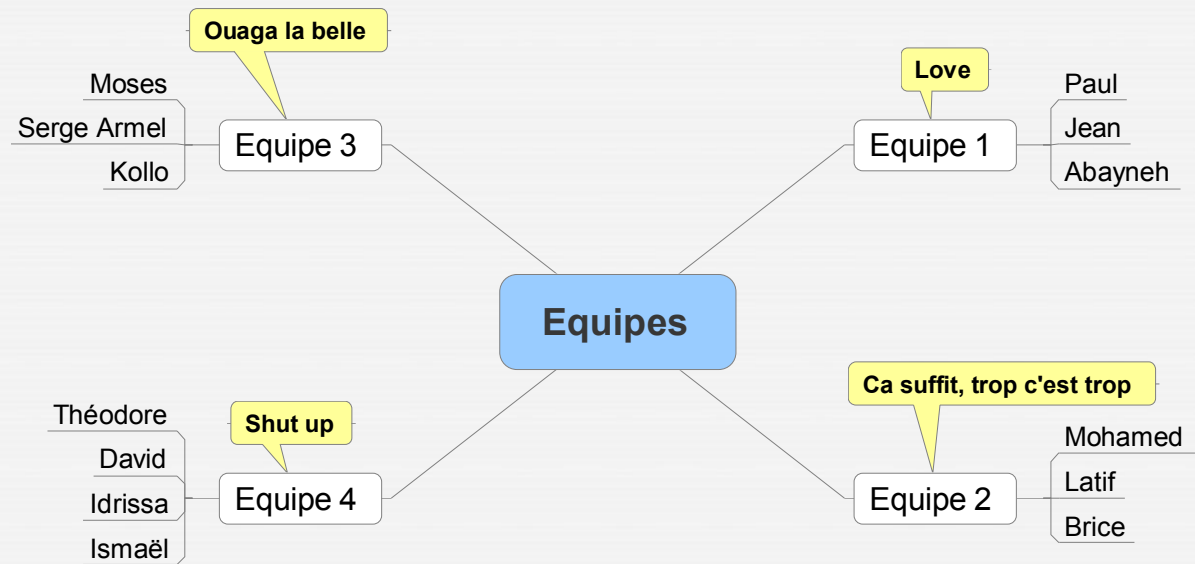 Ouaga la belle
Moses
Serge Armel
Kollo
Equipe 3
Love
Equipe 1
Paul
Jean
Abayneh
Equipes
Théodore
David
Idrissa
Ismaël
Shut up
Equipe 4
Ca suffit, trop c'est trop
Equipe 2
Mohamed
Latif
Brice